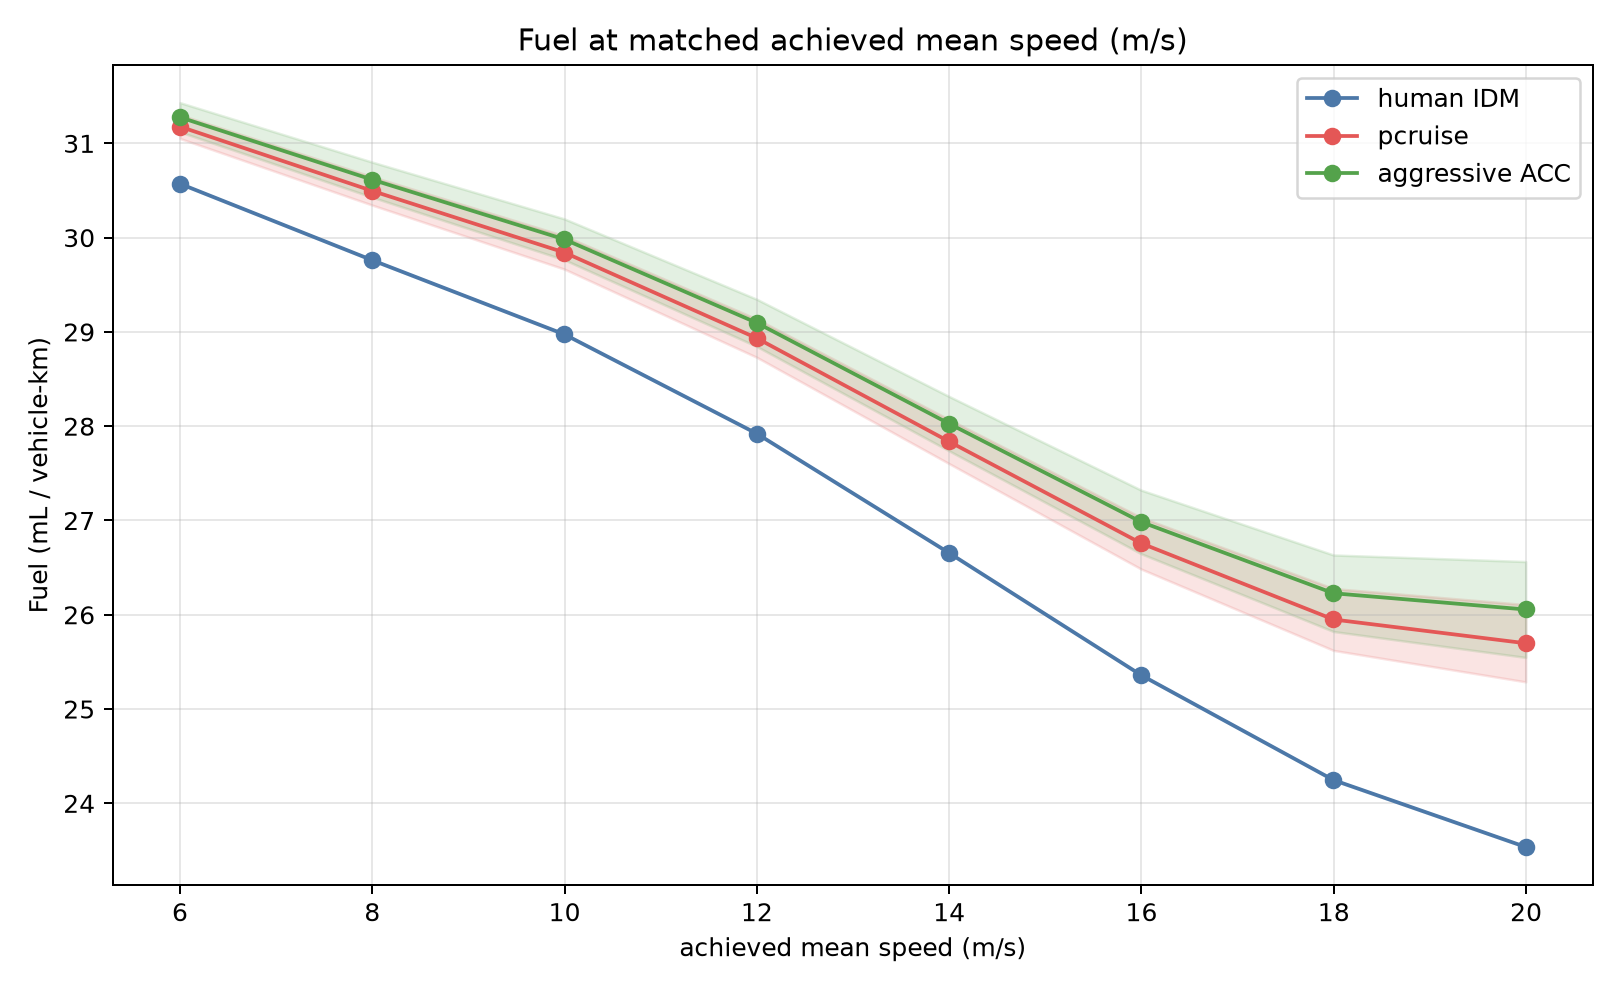 Fuel at matched achieved mean speed (m/s)
human IDM
pcruise
aggressive ACC
Fuel (mL / vehicle-km)
31
30
29
28
27
26
25
24
6 8 10 12 14 16 18 20
achieved mean speed (m/s)